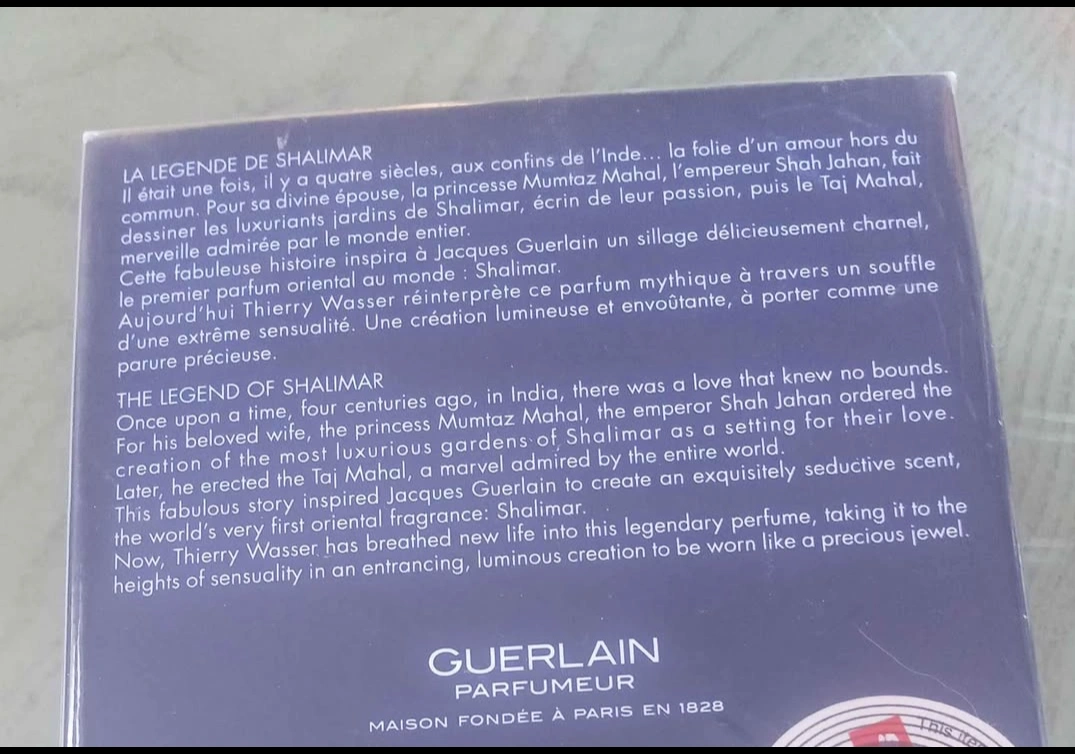 LA LEGENDE DE SHALIMAR
Il était une fois, il y a quatre siècles, aux confins de l'Inde... la folie d'un amour hors du
commun. Pour sa divine épouse, la princesse Mumtaz Mahal, l'empereur Shah Jahan, fait
dessiner les luxuriants jardins de Shalimar, écrin de leur passion, puis le Taj Mahal,
merveille admirée par le monde entier.
Cette fabuleuse histoire inspira à Jacques Guerlain un sillage délicieusement charnel,
le premier parfum oriental au monde : Shalimar.
Aujourd'hui Thierry Wasser réinterprète ce parfum mythique à travers un souffle
d'une extrême sensualité. Une création lumineuse et envoûtante, à porter comme une
parure précieuse.
THE LEGEND OF SHALIMAR
Once upon a time, four centuries ago, in India, there was a love that knew no bounds.
For his beloved wife, the princess Mumtaz Mahal, the emperor Shah Jahan ordered the
creation of the most luxurious gardens of Shalimar as a setting for their love.
Later, he erected the Taj Mahal, a marvel admired by the entire world.
This fabulous story inspired Jacques Guerlain to create an exquisitely seductive scent,
the world's very first oriental fragrance: Shalimar.
Now, Thierry Wasser has breathed new life into this legendary perfume, taking it to the
heights of sensuality in an entrancing, luminous creation to be worn like a precious jewel.
GUERLAIN
PARFUMEUR
MAISON FONDÉE À PARIS EN 1828
This